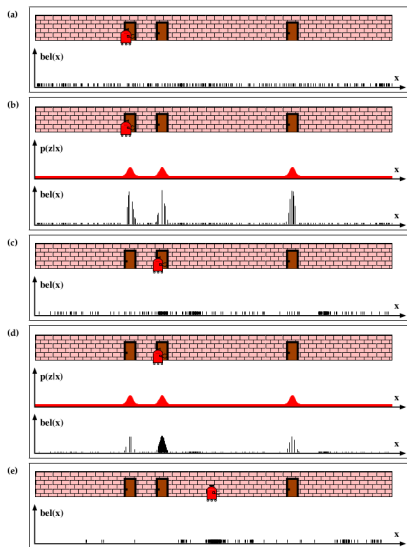 (a)
bel(x)
x
(b)
p(z|x)
x
bel(x)
x
(c)
bel(x)
x
(d)
p(z|x)
x
bel(x)
x
(e)
bel(x)
x